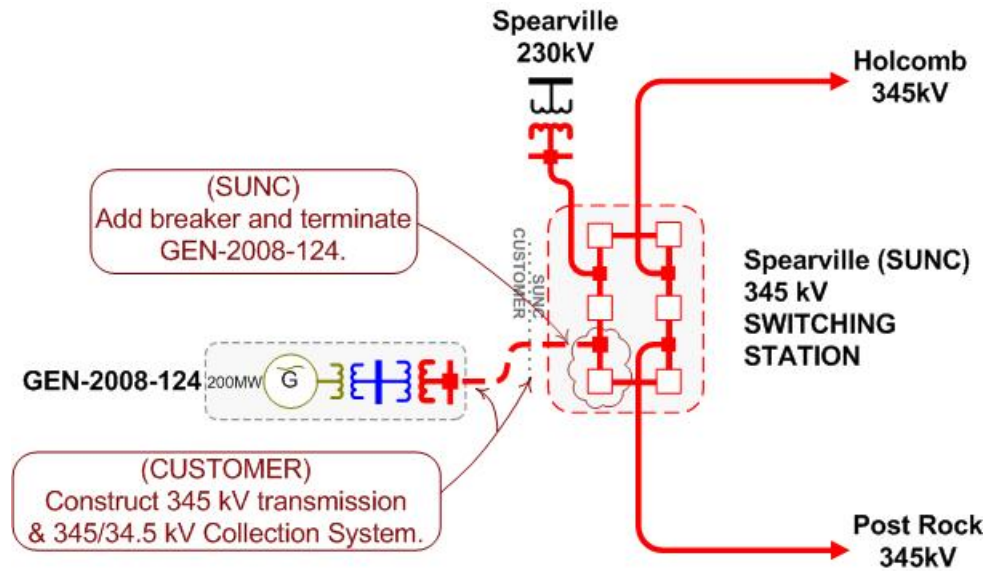 Spearville
230kV
Holcomb
345kV
(SUNC)
Add breaker and terminate
GEN-2008-124.
CUSTOMER
SUNC
Spearville (SUNC)
345 kV
SWITCHING
STATION
GEN-2008-124
200MW
G
(CUSTOMER)
Construct 345 kV transmission
& 345/34.5 kV Collection System.
Post Rock
345kV